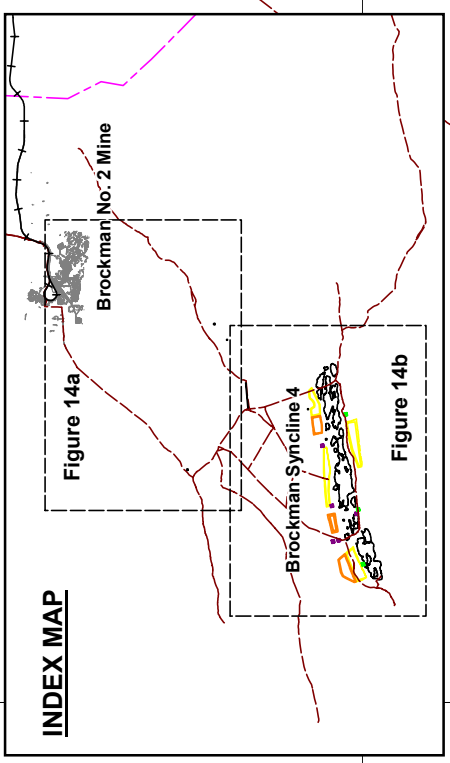 INDEX MAP
Figure 14a
Brockman No. 2 Mine
Brockman Syncline 4
Figure 14b